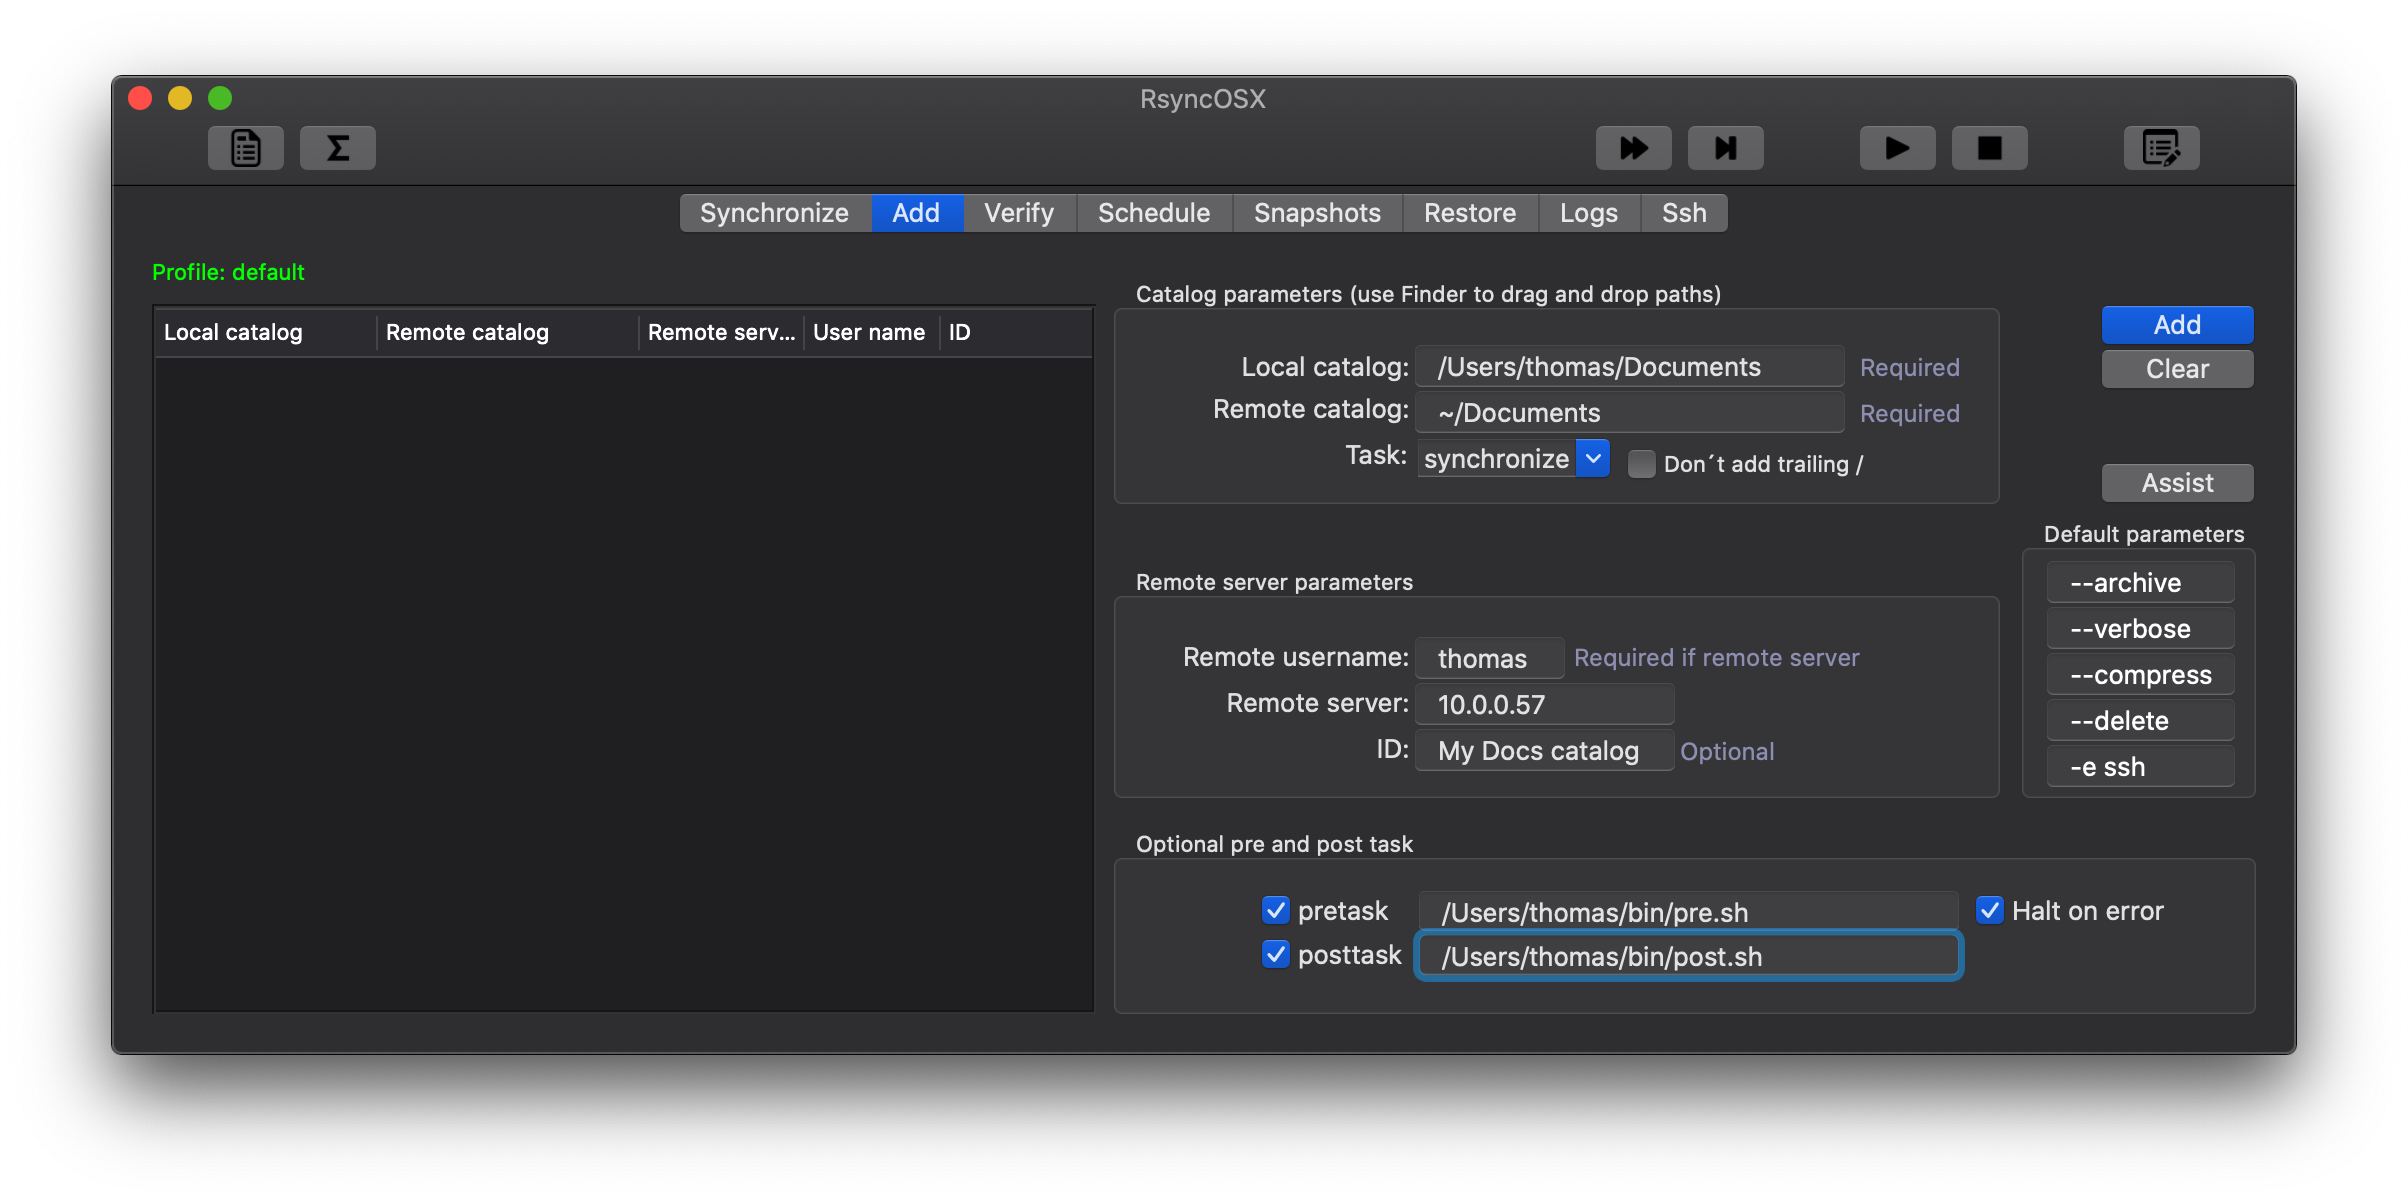 RsyncOSX
Synchronize Add Verify Schedule Snapshots Restore Logs Ssh
Profile: default
Local catalog Remote catalog Remote serv... User name ID
Catalog parameters (use Finder to drag and drop paths)
Local catalog: /Users/thomas/Documents Required
Remote catalog: ~/Documents Required
Task: synchronize Don´t add trailing /
Add
Clear
Assist
Remote server parameters
Remote username: thomas Required if remote server
Remote server: 10.0.0.57
ID: My Docs catalog Optional
Default parameters
--archive
--verbose
--compress
--delete
-e ssh
Optional pre and post task
pretask /Users/thomas/bin/pre.sh Halt on error
posttask /Users/thomas/bin/post.sh